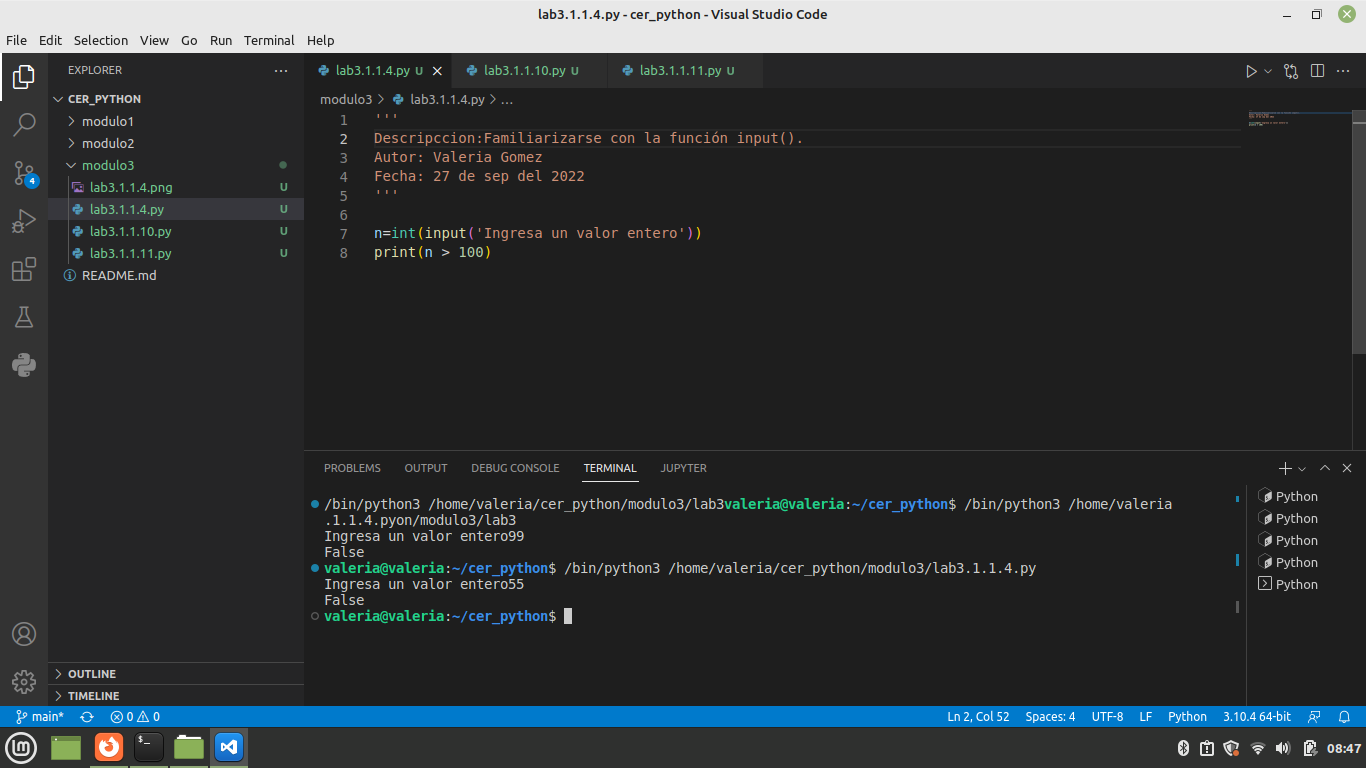 lab3.1.1.4.py - cer_python - Visual Studio Code
File Edit Selection View Go Run Terminal Help
EXPLORER
CER_PYTHON
modulo1
modulo2
modulo3
lab3.1.1.4.png U
lab3.1.1.4.py U
lab3.1.1.10.py U
lab3.1.1.11.py U
README.md
OUTLINE
TIMELINE
4
lab3.1.1.4.py U lab3.1.1.10.py U lab3.1.1.11.py U
modulo3 > lab3.1.1.4.py > ...
1 '''
2 Descripccion:Familiarizarse con la función input().
3 Autor: Valeria Gomez
4 Fecha: 27 de sep del 2022
5 '''
6
7 n=int(input('Ingresa un valor entero'))
8 print(n > 100)
PROBLEMS OUTPUT DEBUG CONSOLE TERMINAL JUPYTER
/bin/python3 /home/valeria/cer_python/modulo3/lab3valeria@valeria:~/cer_python$ /bin/python3 /home/valeria
.1.1.4.pyon/modulo3/lab3
Ingresa un valor entero99
False
valeria@valeria:~/cer_python$ /bin/python3 /home/valeria/cer_python/modulo3/lab3.1.1.4.py
Ingresa un valor entero55
False
valeria@valeria:~/cer_python$
Python
Python
Python
Python
Python
main* 0 0 Ln 2, Col 52 Spaces: 4 UTF-8 LF Python 3.10.4 64-bit
08:47